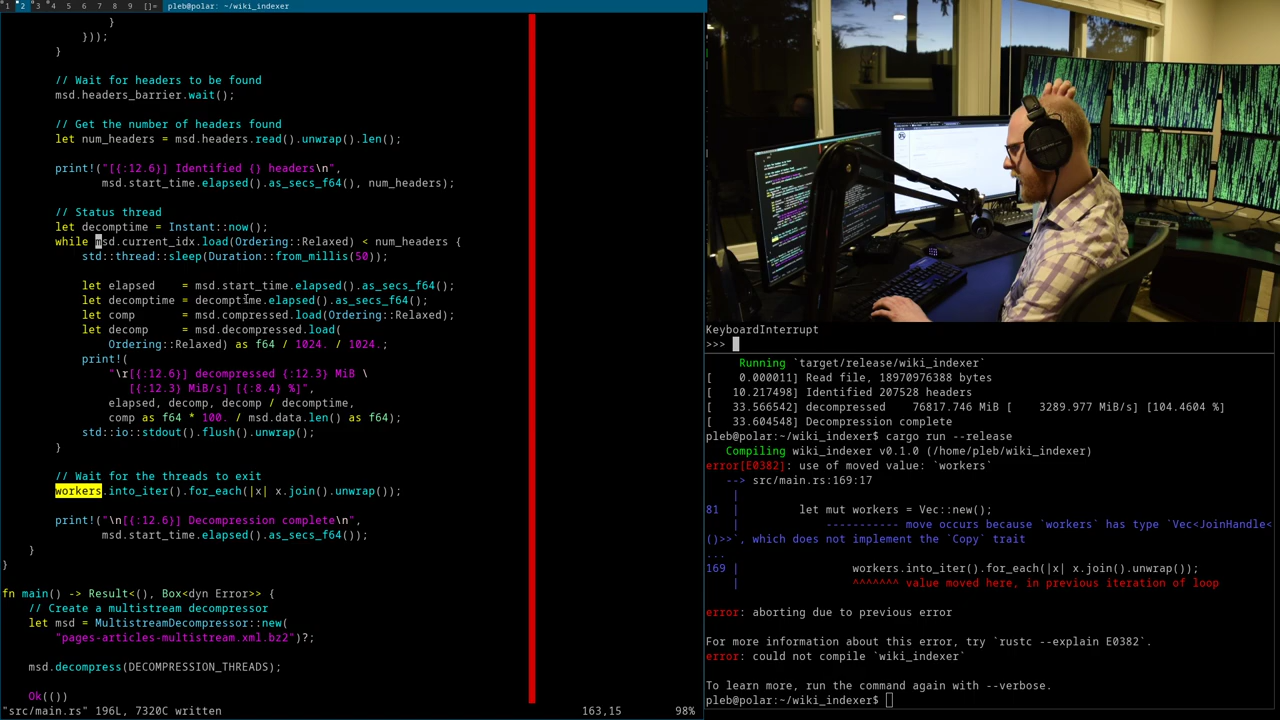 1 2 3 4 5 6 7 8 9 []= pleb@polar: ~/wiki_indexer
}
}));
}
// Wait for headers to be found
msd.headers_barrier.wait();
// Get the number of headers found
let num_headers = msd.headers.read().unwrap().len();
print!("[{:12.6}] Identified {} headers\n",
msd.start_time.elapsed().as_secs_f64(), num_headers);
// Status thread
let decomptime = Instant::now();
while msd.current_idx.load(Ordering::Relaxed) < num_headers {
std::thread::sleep(Duration::from_millis(50));
let elapsed    = msd.start_time.elapsed().as_secs_f64();
let decomptime = decomptime.elapsed().as_secs_f64();
let comp       = msd.compressed.load(Ordering::Relaxed);
let decomp     = msd.decompressed.load(
Ordering::Relaxed) as f64 / 1024. / 1024.;
print!(
"\r[{:12.6}] decompressed {:12.3} MiB \
[{:12.3} MiB/s] [{:8.4} %]",
elapsed, decomp, decomp / decomptime,
comp as f64 * 100. / msd.data.len() as f64);
std::io::stdout().flush().unwrap();
}
// Wait for the threads to exit
workers.into_iter().for_each(|x| x.join().unwrap());
print!("\n[{:12.6}] Decompression complete\n",
msd.start_time.elapsed().as_secs_f64());
}
}
fn main() -> Result<(), Box<dyn Error>> {
// Create a multistream decompressor
let msd = MultistreamDecompressor::new(
"pages-articles-multistream.xml.bz2")?;
msd.decompress(DECOMPRESSION_THREADS);
Ok(())
"src/main.rs" 196L, 7320C written 163,15 98%
KeyboardInterrupt
>>>
Running `target/release/wiki_indexer`
[    0.000011] Read file, 18970976388 bytes
[   10.217498] Identified 207528 headers
[   33.566542] decompressed    76817.746 MiB [    3289.977 MiB/s] [104.4604 %]
[   33.604548] Decompression complete
pleb@polar:~/wiki_indexer$ cargo run --release
Compiling wiki_indexer v0.1.0 (/home/pleb/wiki_indexer)
error[E0382]: use of moved value: `workers`
--> src/main.rs:169:17
|
81  |         let mut workers = Vec::new();
|             ----------- move occurs because `workers` has type `Vec<JoinHandle<
()>>`, which does not implement the `Copy` trait
...
169 |                 workers.into_iter().for_each(|x| x.join().unwrap());
|                 ^^^^^^^ value moved here, in previous iteration of loop
error: aborting due to previous error
For more information about this error, try `rustc --explain E0382`.
error: could not compile `wiki_indexer`
To learn more, run the command again with --verbose.
pleb@polar:~/wiki_indexer$